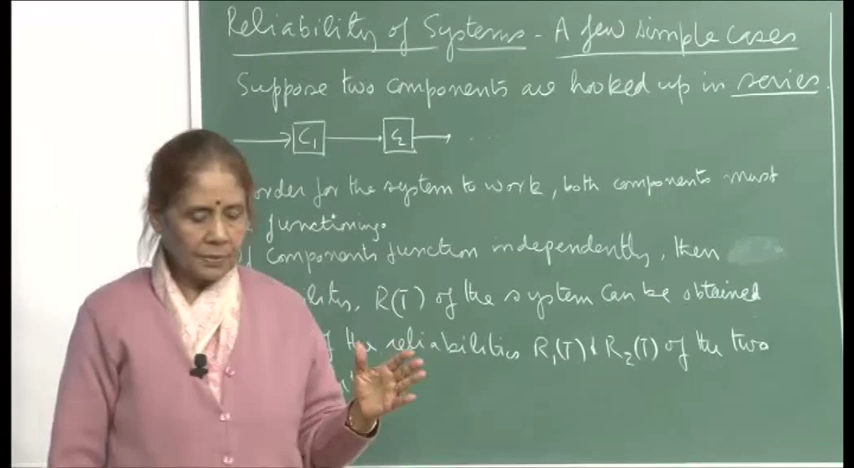 Reliability of Systems - A few simple cases
Suppose two components are hooked up in series.
C1 C2
order for the system to work, both components must
functioning.
components function independently, then
R(T) of the system can be obtained
of the reliabilities R1(T) & R2(T) of the two